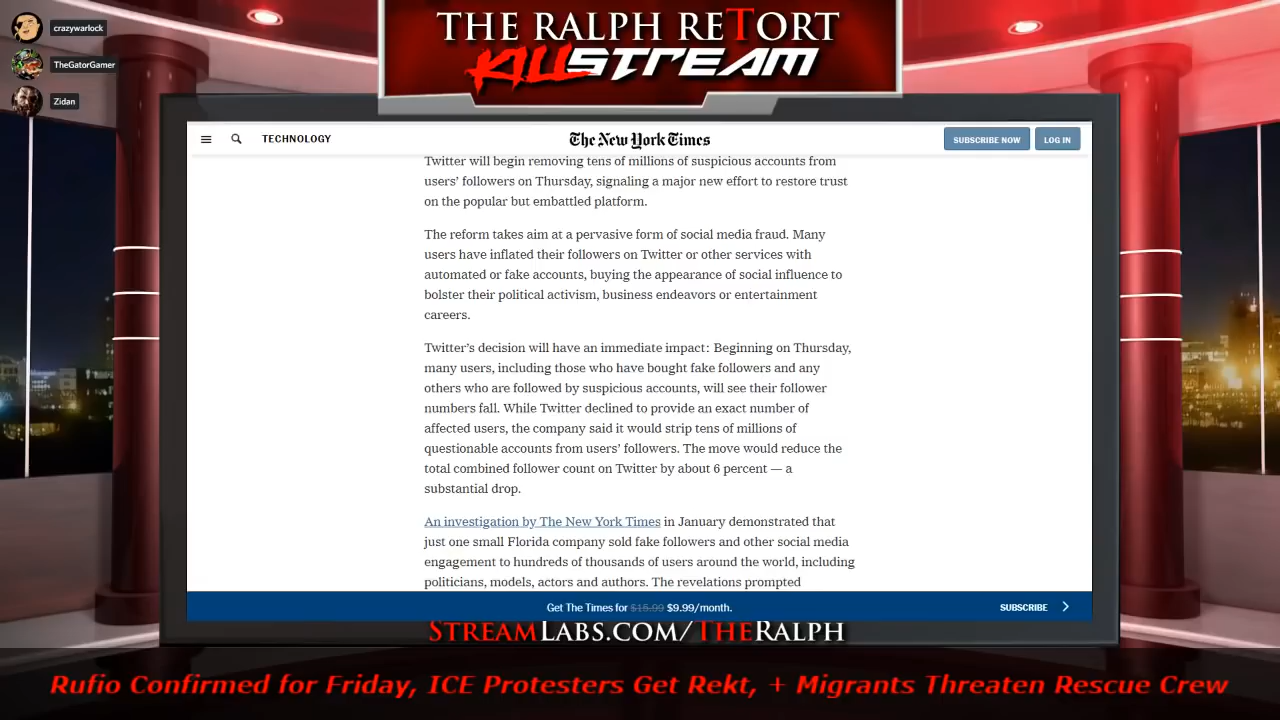 THE RALPH RETORT
KILLSTREAM
crazywarlock
TheGatorGamer
Zidan
TECHNOLOGY
The New York Times
SUBSCRIBE NOW
LOG IN
Twitter will begin removing tens of millions of suspicious accounts from
users’ followers on Thursday, signaling a major new effort to restore trust
on the popular but embattled platform.
The reform takes aim at a pervasive form of social media fraud. Many
users have inflated their followers on Twitter or other services with
automated or fake accounts, buying the appearance of social influence to
bolster their political activism, business endeavors or entertainment
careers.
Twitter’s decision will have an immediate impact: Beginning on Thursday,
many users, including those who have bought fake followers and any
others who are followed by suspicious accounts, will see their follower
numbers fall. While Twitter declined to provide an exact number of
affected users, the company said it would strip tens of millions of
questionable accounts from users’ followers. The move would reduce the
total combined follower count on Twitter by about 6 percent — a
substantial drop.
An investigation by The New York Times in January demonstrated that
just one small Florida company sold fake followers and other social media
engagement to hundreds of thousands of users around the world, including
politicians, models, actors and authors. The revelations prompted
Get The Times for $15.99 $9.99/month.
SUBSCRIBE
STREAMLABS.COM/THERALPH
Rufio Confirmed for Friday, ICE Protesters Get Rekt, + Migrants Threaten Rescue Crew